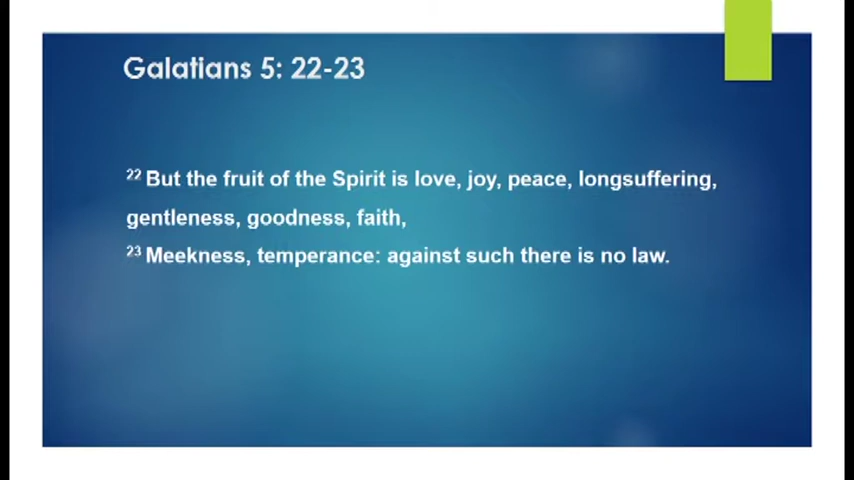 Galatians 5: 22-23
22 But the fruit of the Spirit is love, joy, peace, longsuffering,
gentleness, goodness, faith,
23 Meekness, temperance: against such there is no law.